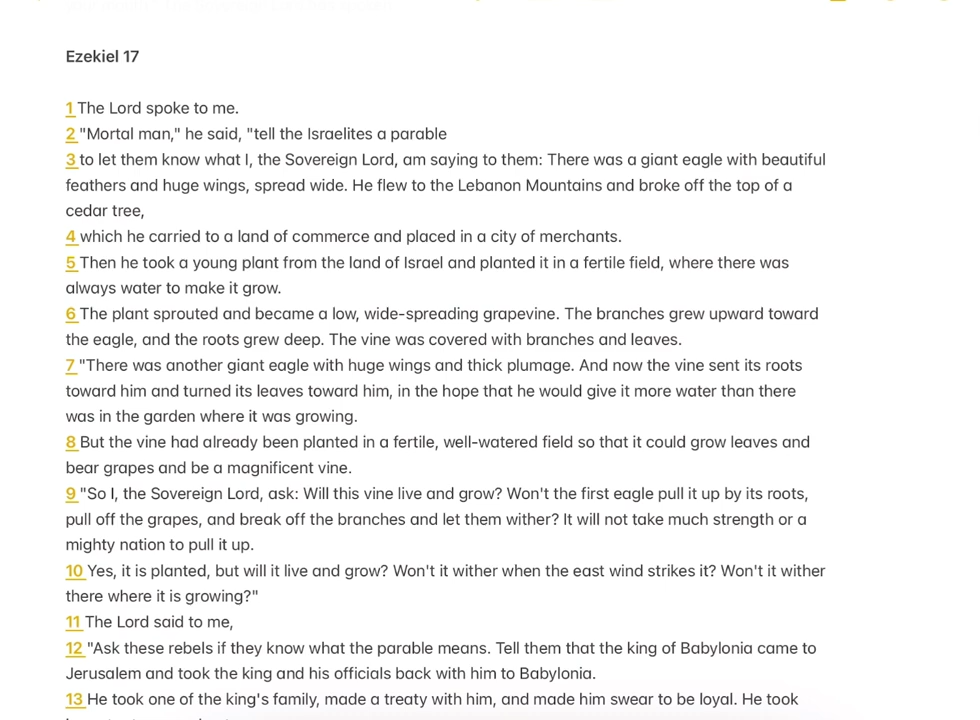 Ezekiel 17
1 The Lord spoke to me.
2 "Mortal man," he said, "tell the Israelites a parable
3 to let them know what I, the Sovereign Lord, am saying to them: There was a giant eagle with beautiful
feathers and huge wings, spread wide. He flew to the Lebanon Mountains and broke off the top of a
cedar tree,
4 which he carried to a land of commerce and placed in a city of merchants.
5 Then he took a young plant from the land of Israel and planted it in a fertile field, where there was
always water to make it grow.
6 The plant sprouted and became a low, wide-spreading grapevine. The branches grew upward toward
the eagle, and the roots grew deep. The vine was covered with branches and leaves.
7 "There was another giant eagle with huge wings and thick plumage. And now the vine sent its roots
toward him and turned its leaves toward him, in the hope that he would give it more water than there
was in the garden where it was growing.
8 But the vine had already been planted in a fertile, well-watered field so that it could grow leaves and
bear grapes and be a magnificent vine.
9 "So I, the Sovereign Lord, ask: Will this vine live and grow? Won't the first eagle pull it up by its roots,
pull off the grapes, and break off the branches and let them wither? It will not take much strength or a
mighty nation to pull it up.
10 Yes, it is planted, but will it live and grow? Won't it wither when the east wind strikes it? Won't it wither
there where it is growing?"
11 The Lord said to me,
12 "Ask these rebels if they know what the parable means. Tell them that the king of Babylonia came to
Jerusalem and took the king and his officials back with him to Babylonia.
13 He took one of the king's family, made a treaty with him, and made him swear to be loyal. He took